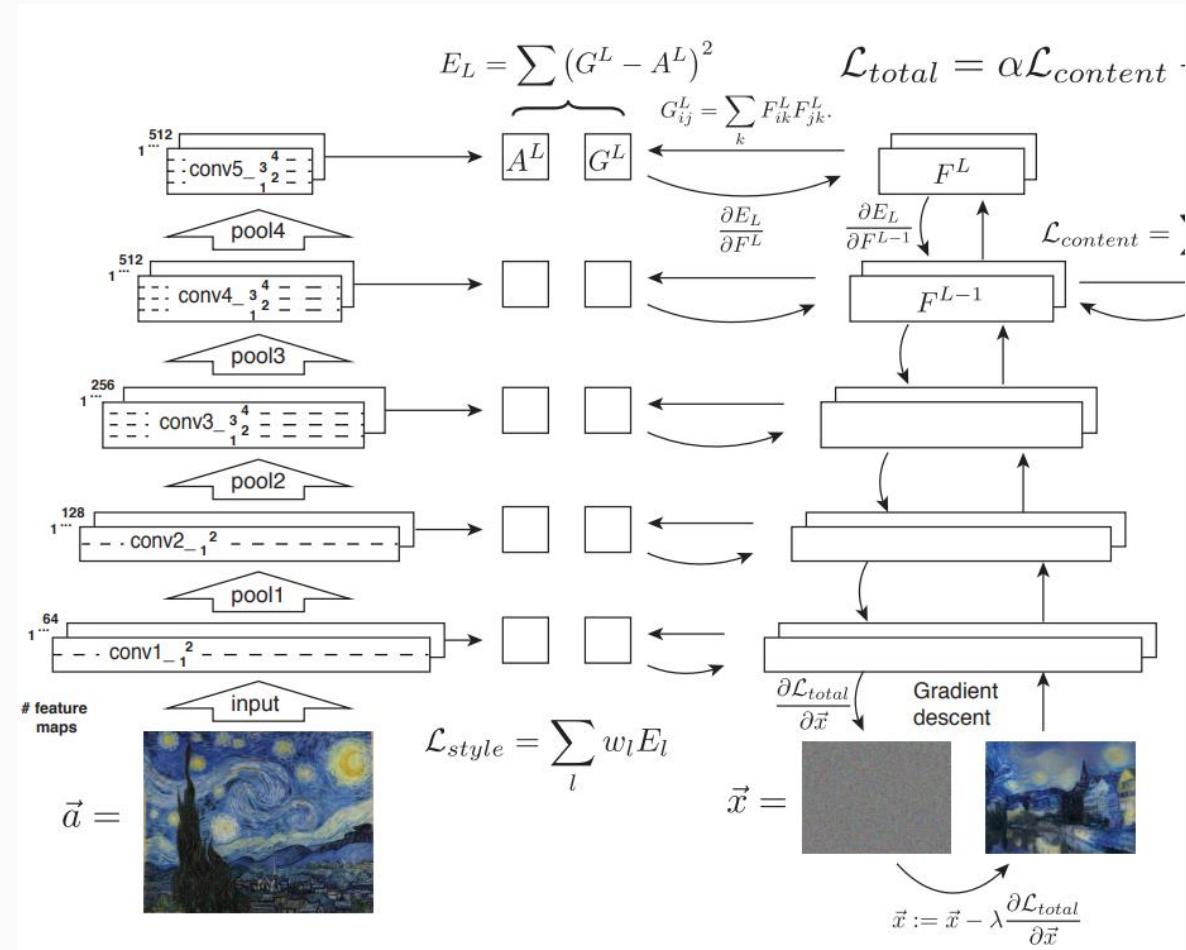 E_L = ∑ (G^L − A^L)^2
ℒ_total = αℒ_content
G^L_ij = ∑_k F^L_ik F^L_jk.
1...512
conv5_ 1 2 3 4
A^L
G^L
F^L
∂E_L/∂F^L
∂E_L/∂F^{L−1}
ℒ_content = ∑
pool4
1...512
conv4_ 1 2 3 4
F^{L−1}
pool3
1...256
conv3_ 1 2 3 4
pool2
1...128
conv2_ 1 2
pool1
1...64
conv1_ 1 2
# feature
maps
input
∂ℒ_total/∂x⃗
Gradient
descent
ℒ_style = ∑_l w_l E_l
a⃗ =
x⃗ =
x⃗ := x⃗ − λ ∂ℒ_total/∂x⃗